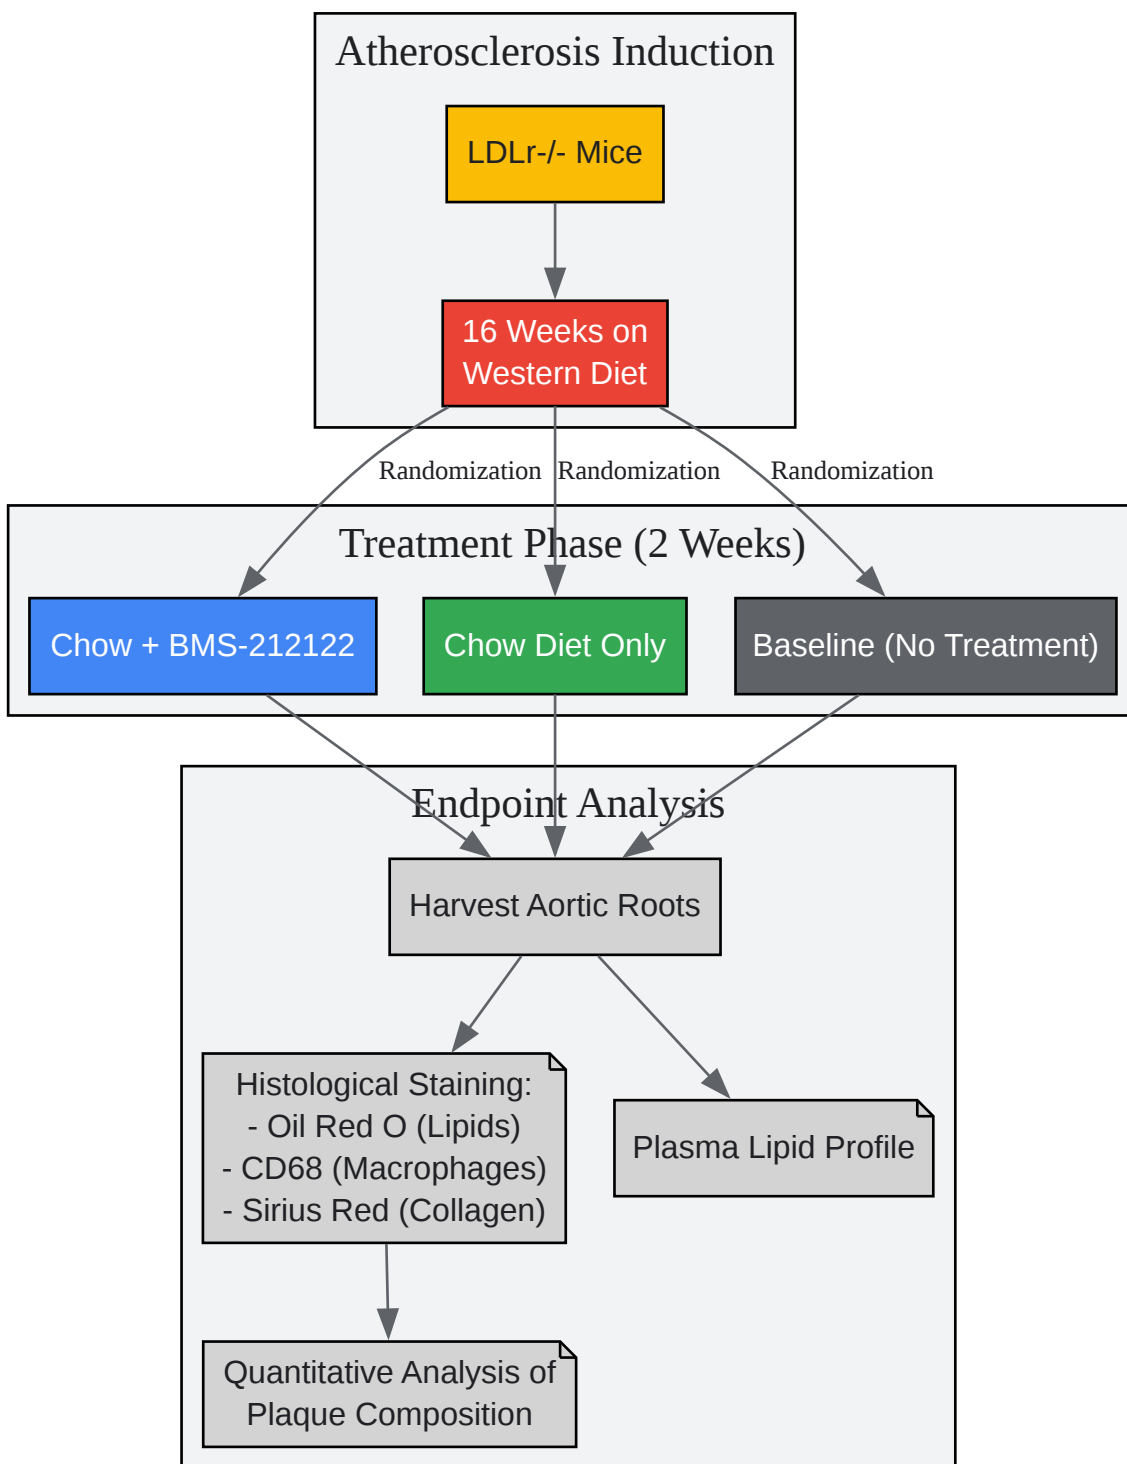 Atherosclerosis Induction
LDLr-/- Mice
16 Weeks on
Western Diet
Randomization
Randomization
Randomization
Treatment Phase (2 Weeks)
Chow + BMS-212122
Chow Diet Only
Baseline (No Treatment)
Endpoint Analysis
Harvest Aortic Roots
Histological Staining:
- Oil Red O (Lipids)
- CD68 (Macrophages)
- Sirius Red (Collagen)
Plasma Lipid Profile
Quantitative Analysis of
Plaque Composition